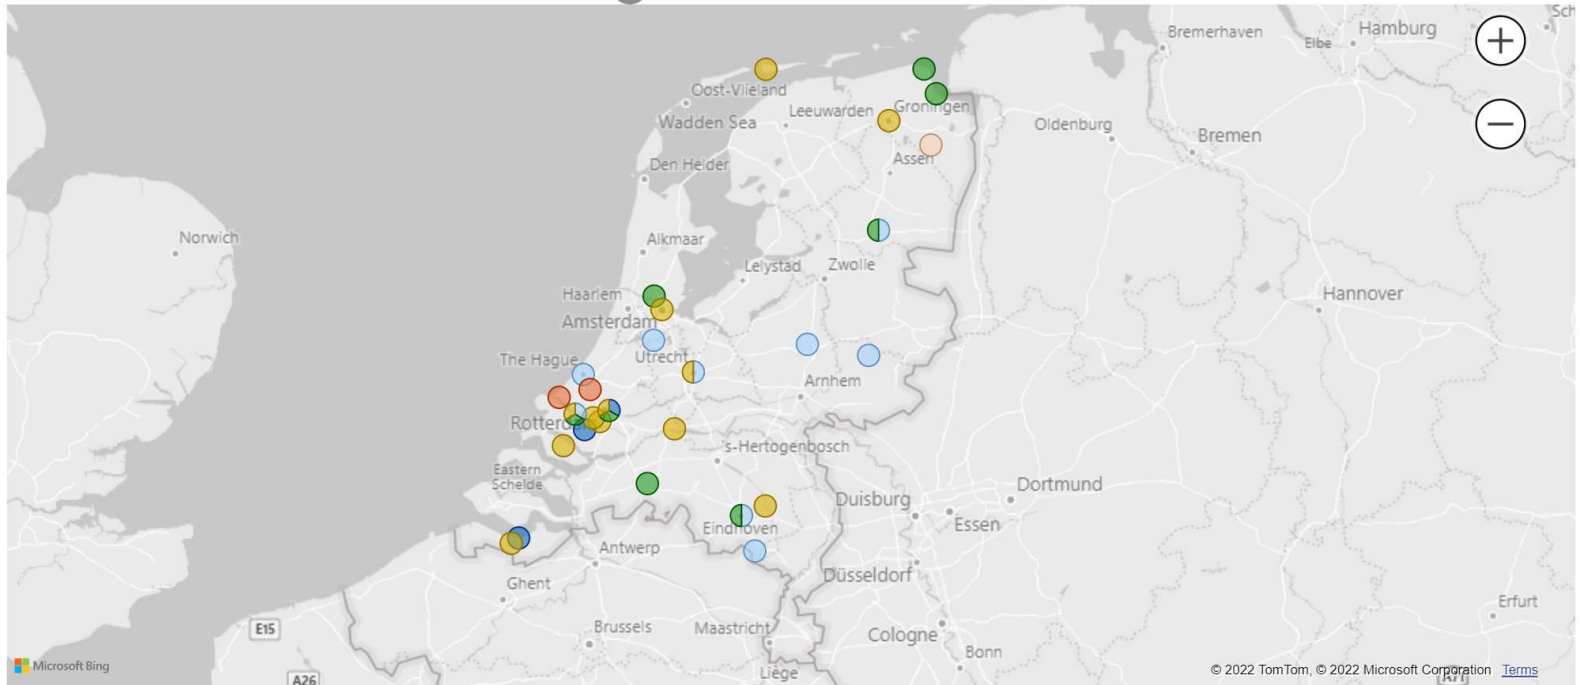 Sch
Bremerhaven
Elbe
Hamburg
Oost-Vlieland
Wadden Sea
Leeuwarden
Groningen
Oldenburg
Bremen
Assen
Den Helder
Norwich
Alkmaar
Lelystad
Zwolle
Haarlem
Amsterdam
Hannover
The Hague
Utrecht
Arnhem
s-Hertogenbosch
Eastern
Schelde
Duisburg
Dortmund
Essen
Eindhoven
Antwerp
Düsseldorf
Ghent
Erfurt
E15
Brussels
Maastricht
Cologne
Bonn
Microsoft Bing
A26
Liège
© 2022 TomTom, © 2022 Microsoft Corporation Terms